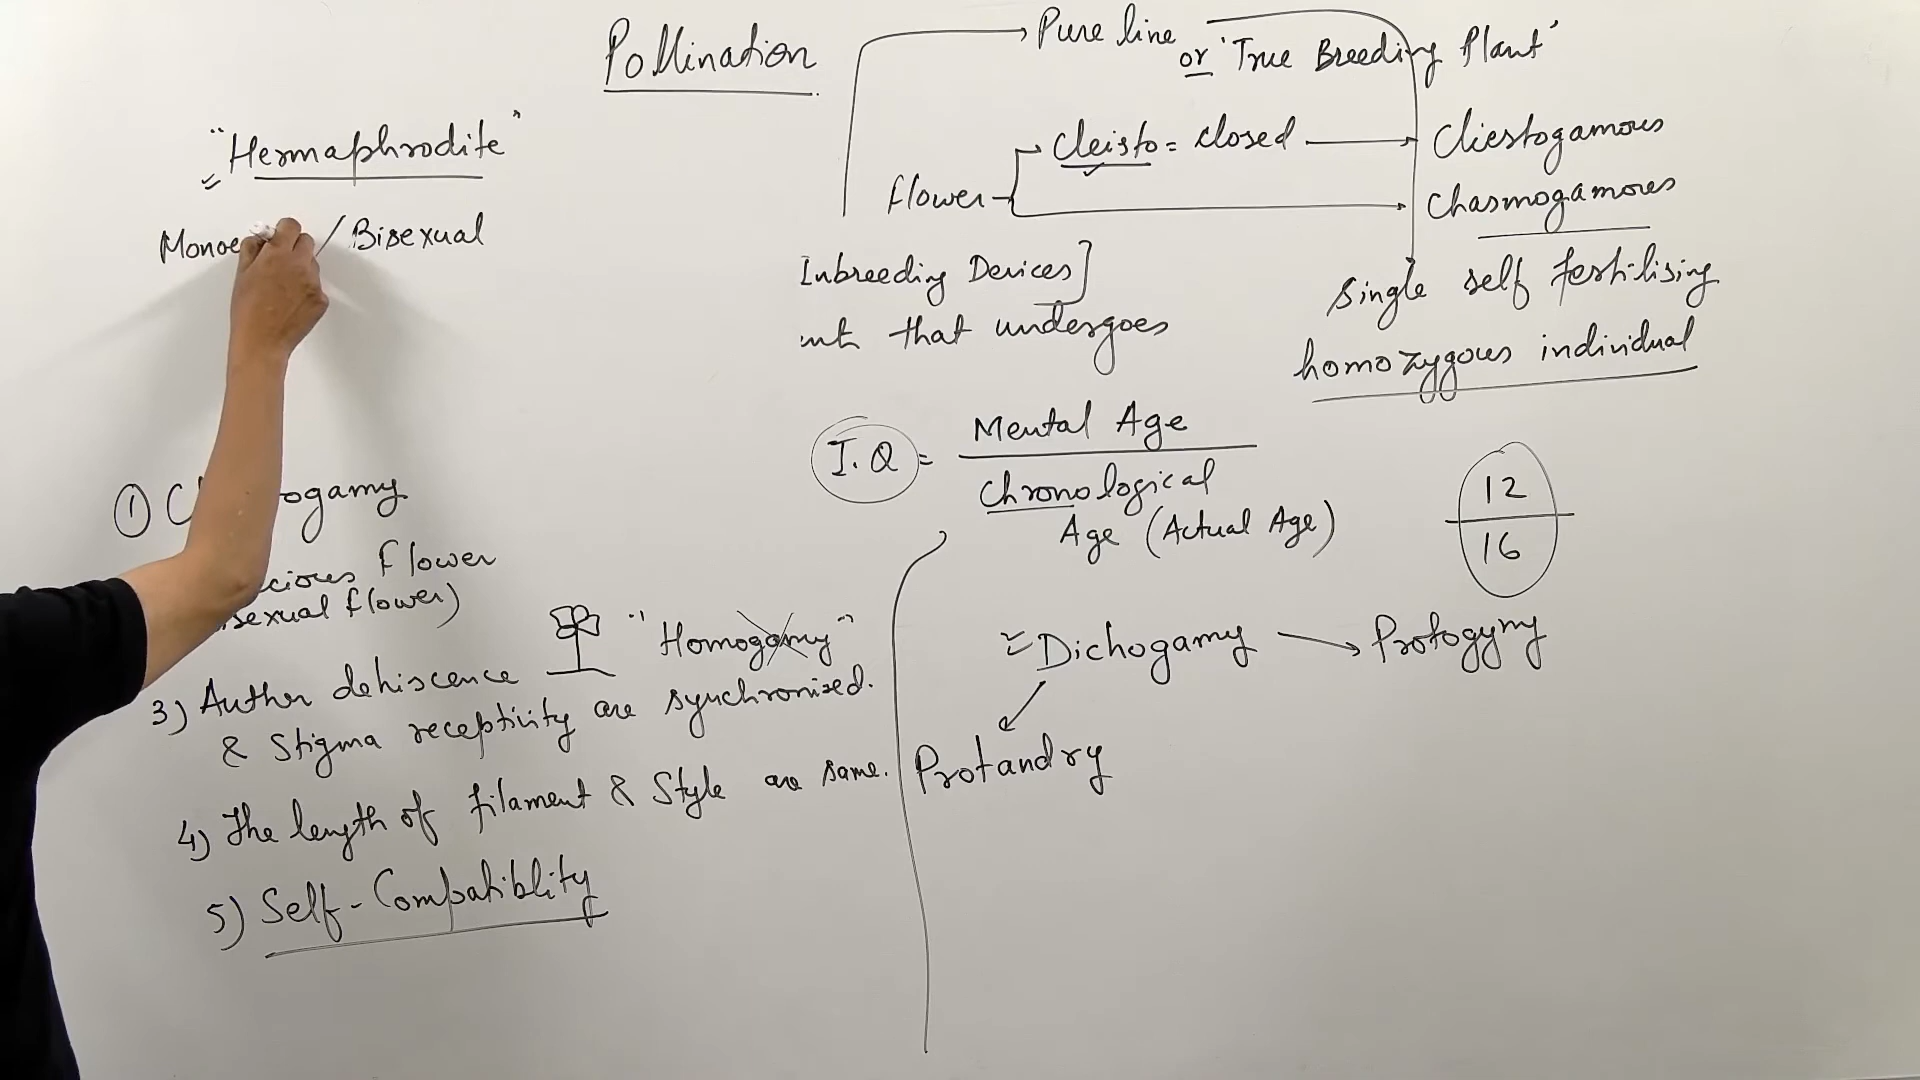 Pollination
"Hermaphrodite"
/ Bisexual
Pure line
or 'True Breeding Plant'
Cleisto = closed
Cliestogamous
flower
Chasmogamous
Inbreeding Devices]
that undergoes
single self fertilising
homozygous individual
I.Q = Mental Age
Chronological
Age (Actual Age)
12
16
① C ogamy
cious flower
sexual flower)
"Homogamy"
3) Anther dehiscence
& Stigma receptivity are synchronized.
4) The length of filament & Style are same.
5) Self-Compatiblity
Dichogamy
Protogyny
Protandry